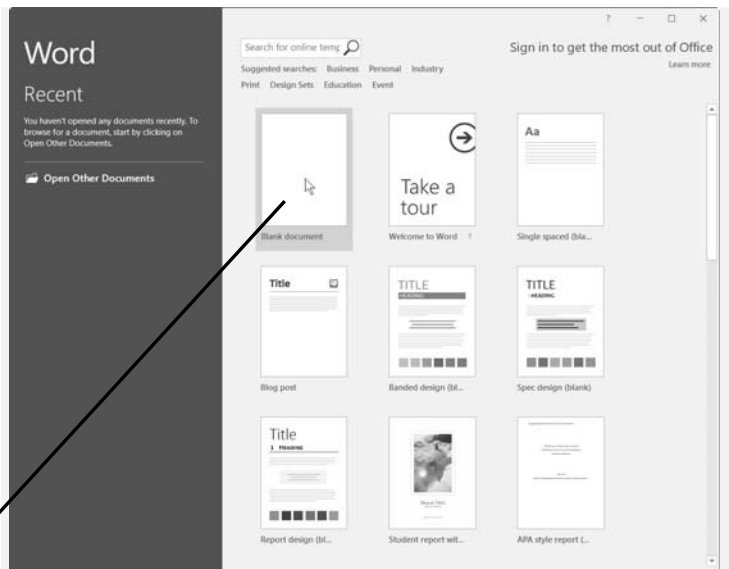 Word
Recent
You haven't opened any documents recently. To
browse for a document, start by clicking on
Open Other Documents.
Open Other Documents
?
Search for online temp
Sign in to get the most out of Office
Learn more
Suggested searches: Business Personal Industry
Print Design Sets Education Event
Take a
tour
Aa
Blank document
Welcome to Word
Single spaced (bla...
Title
TITLE
HEADING
TITLE
HEADING
Blog post
Banded design (bl...
Spec design (blank)
Title
1 HEADING
Report design (bl...
Student report wit...
APA style report (...